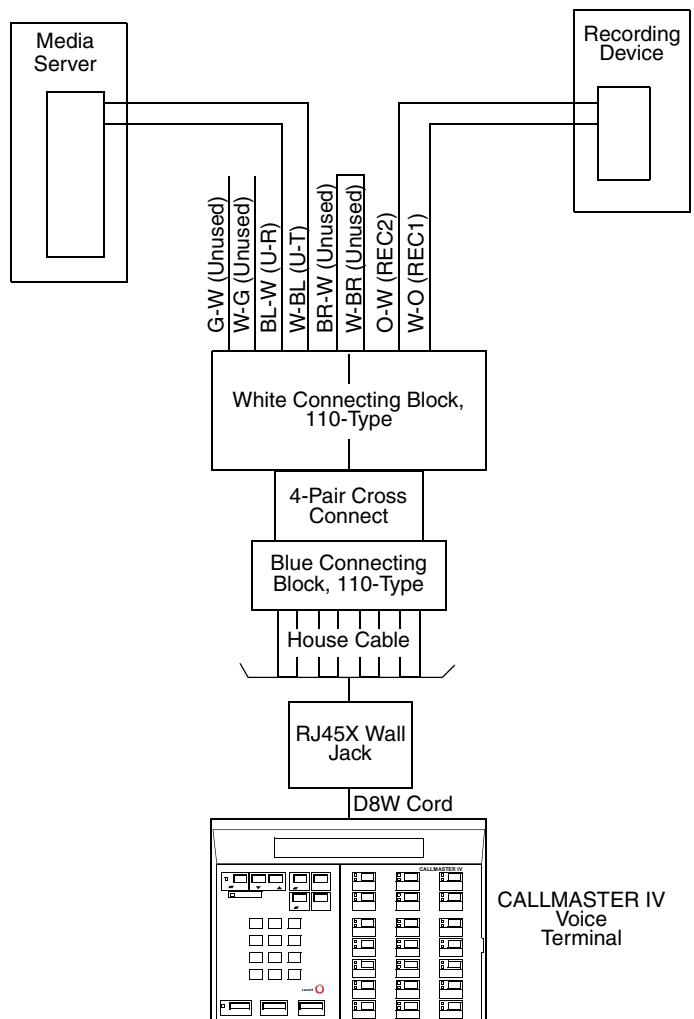 Media
Server
Recording
Device
G-W (Unused)
W-G (Unused)
BL-W (U-R)
W-BL (U-T)
BR-W (Unused)
W-BR (Unused)
O-W (REC2)
W-O (REC1)
White Connecting Block,
110-Type
4-Pair Cross
Connect
Blue Connecting
Block, 110-Type
House Cable
RJ45X Wall
Jack
D8W Cord
CALLMASTER IV
CALLMASTER IV
Voice
Terminal
Lucent